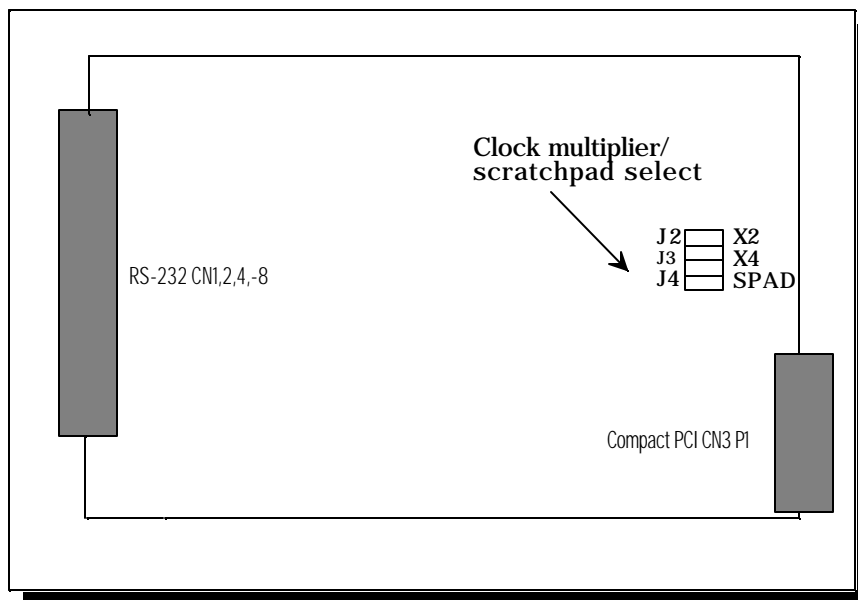 Clock multiplier/
scratchpad select
J2 X2
J3 X4
J4 SPAD
RS-232 CN1,2,4,-8
Compact PCI CN3 P1